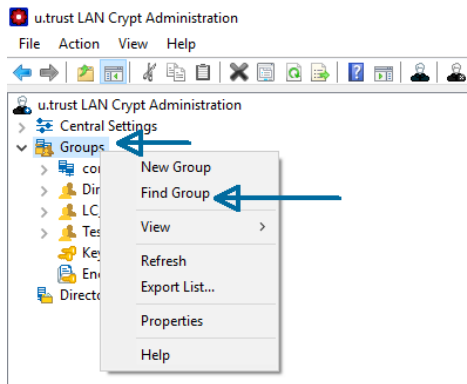 u.trust LAN Crypt Administration
File Action View Help
u.trust LAN Crypt Administration
Central Settings
Groups
New Group
Find Group
View
Refresh
Export List...
Properties
Help